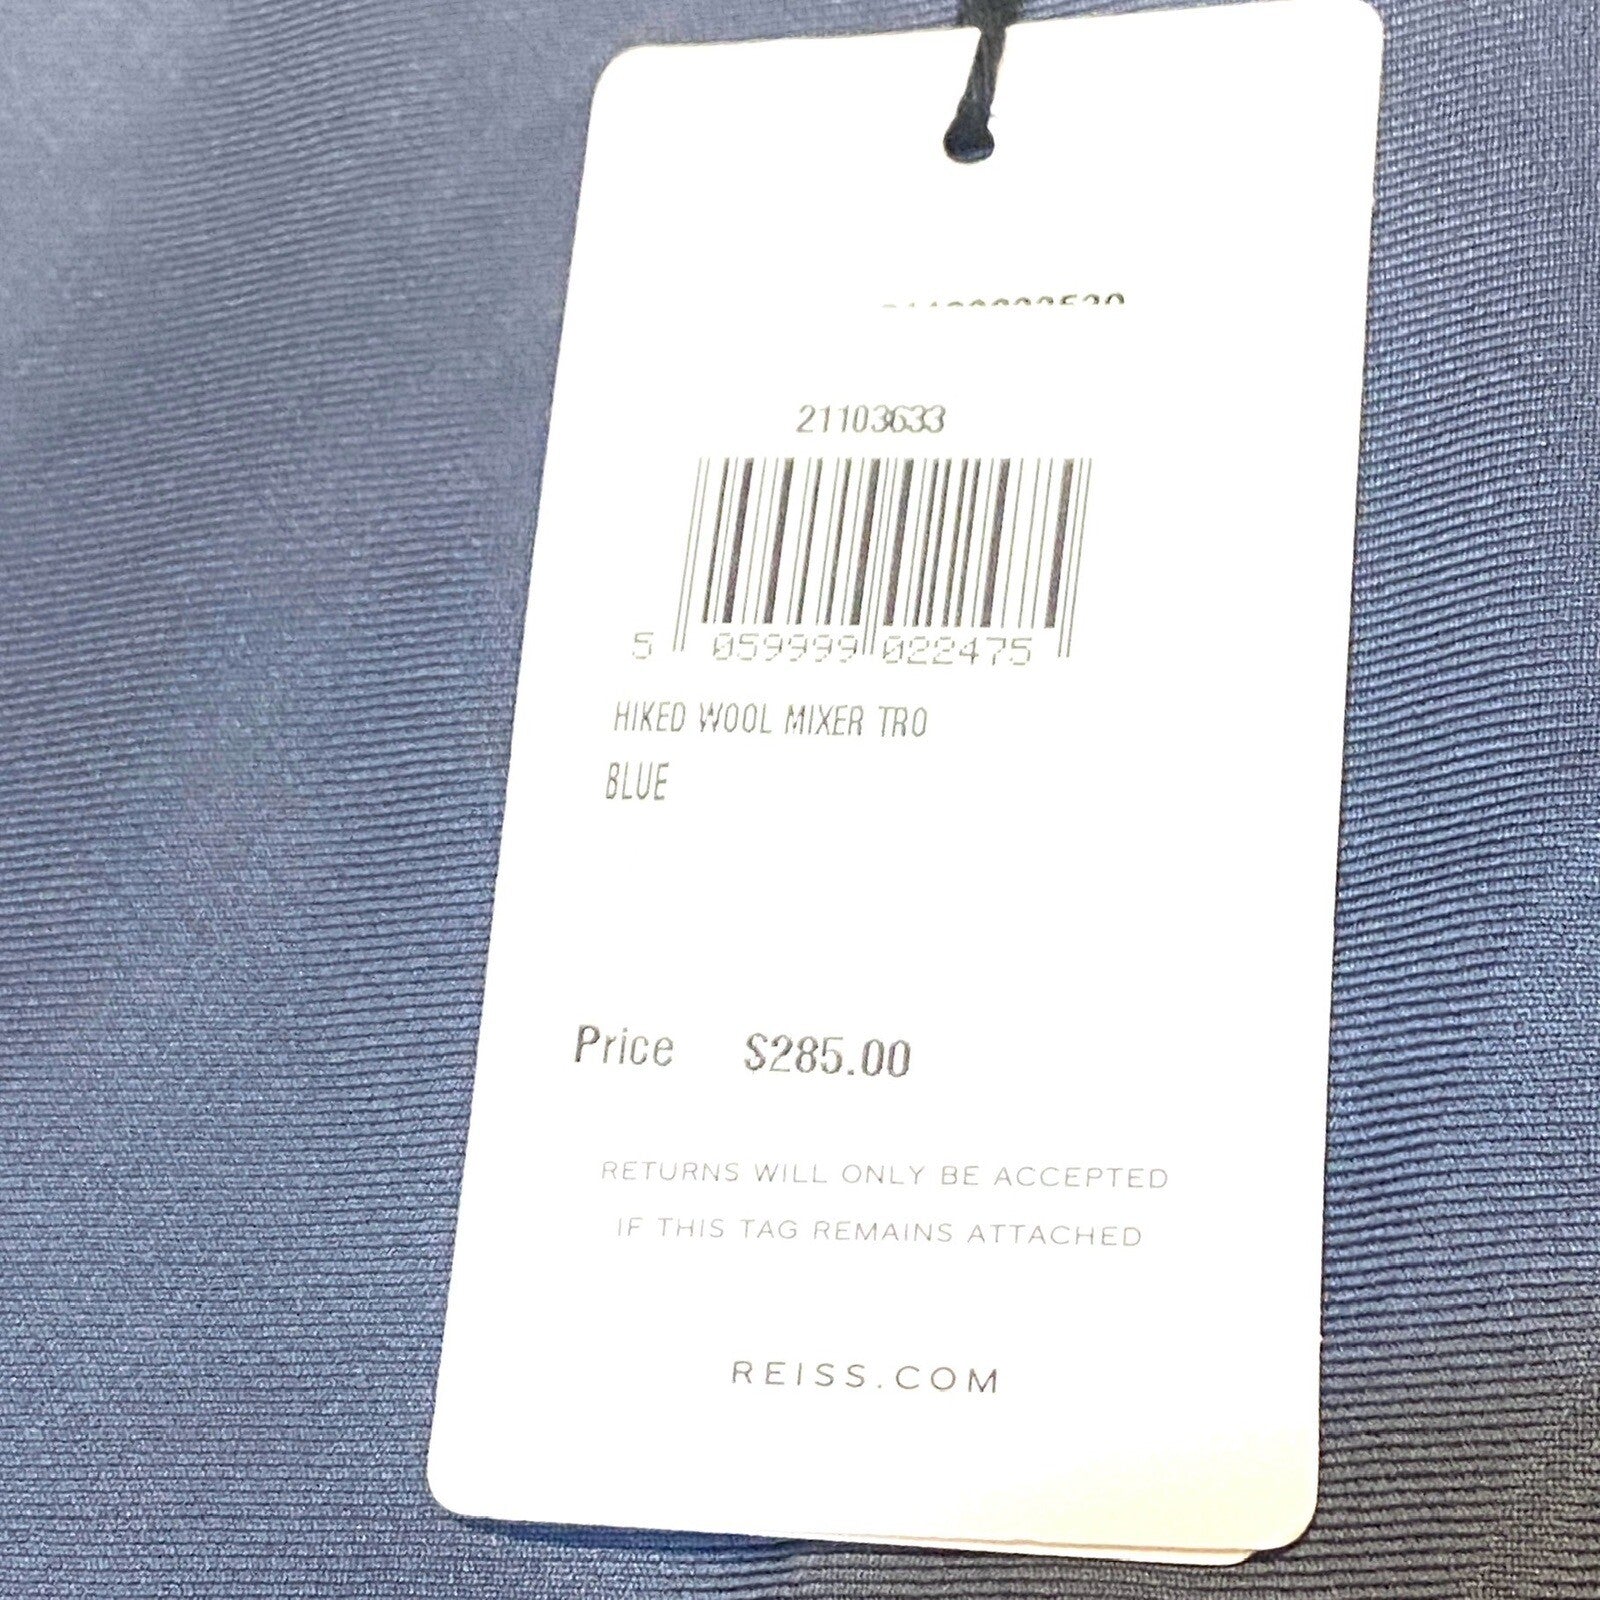 21103633
5 059999 022475
HIKED WOOL MIXER TRO
BLUE
Price $285.00
RETURNS WILL ONLY BE ACCEPTED
IF THIS TAG REMAINS ATTACHED
REISS.COM